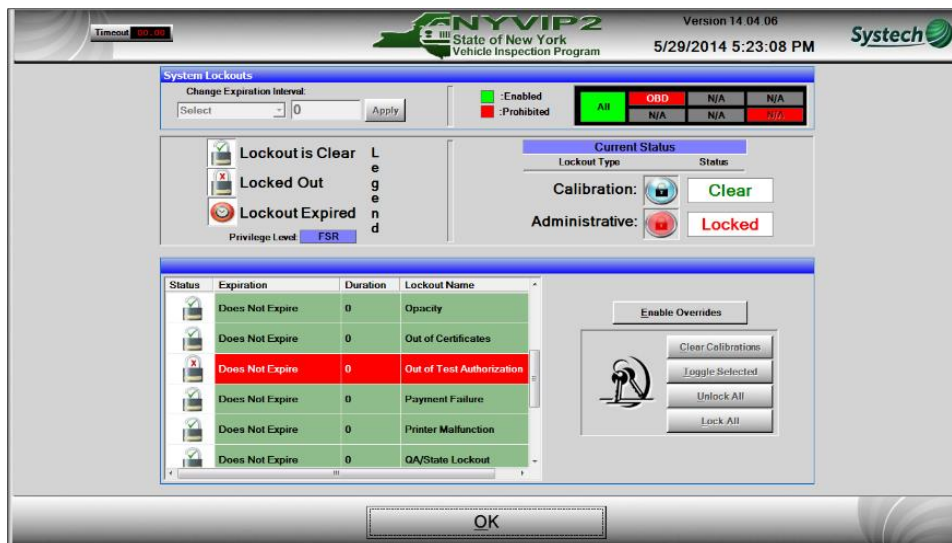 Timeout 00.00
NYVIP2
State of New York
Vehicle Inspection Program
Version 14.04.06
5/29/2014 5:23:08 PM
Systech
System Lockouts
Change Expiration Interval:
Select 0 Apply
:Enabled
:Prohibited
All OBD N/A N/A
N/A N/A N/A
Lockout is Clear
Locked Out
Lockout Expired
Legend
Privilege Level: FSR
Current Status
Lockout Type Status
Calibration: Clear
Administrative: Locked
Status Expiration Duration Lockout Name
Does Not Expire 0 Opacity
Does Not Expire 0 Out of Certificates
Does Not Expire 0 Out of Test Authorization
Does Not Expire 0 Payment Failure
Does Not Expire 0 Printer Malfunction
Does Not Expire 0 QA/State Lockout
Enable Overrides
Clear Calibrations
Toggle Selected
Unlock All
Lock All
OK